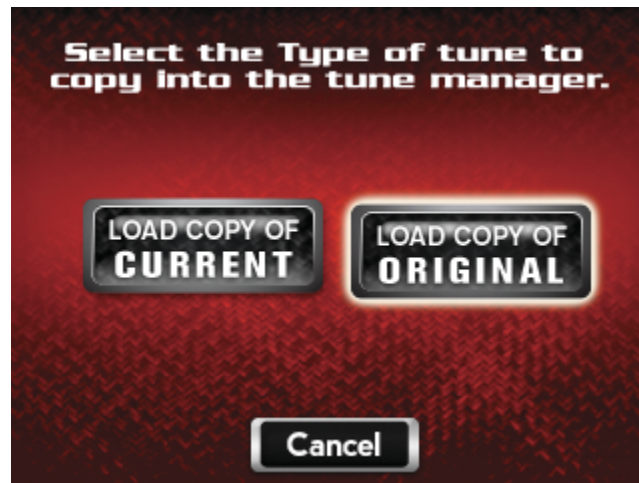 Select the Type of tune to
copy into the tune manager.
LOAD COPY OF
CURRENT
LOAD COPY OF
ORIGINAL
Cancel